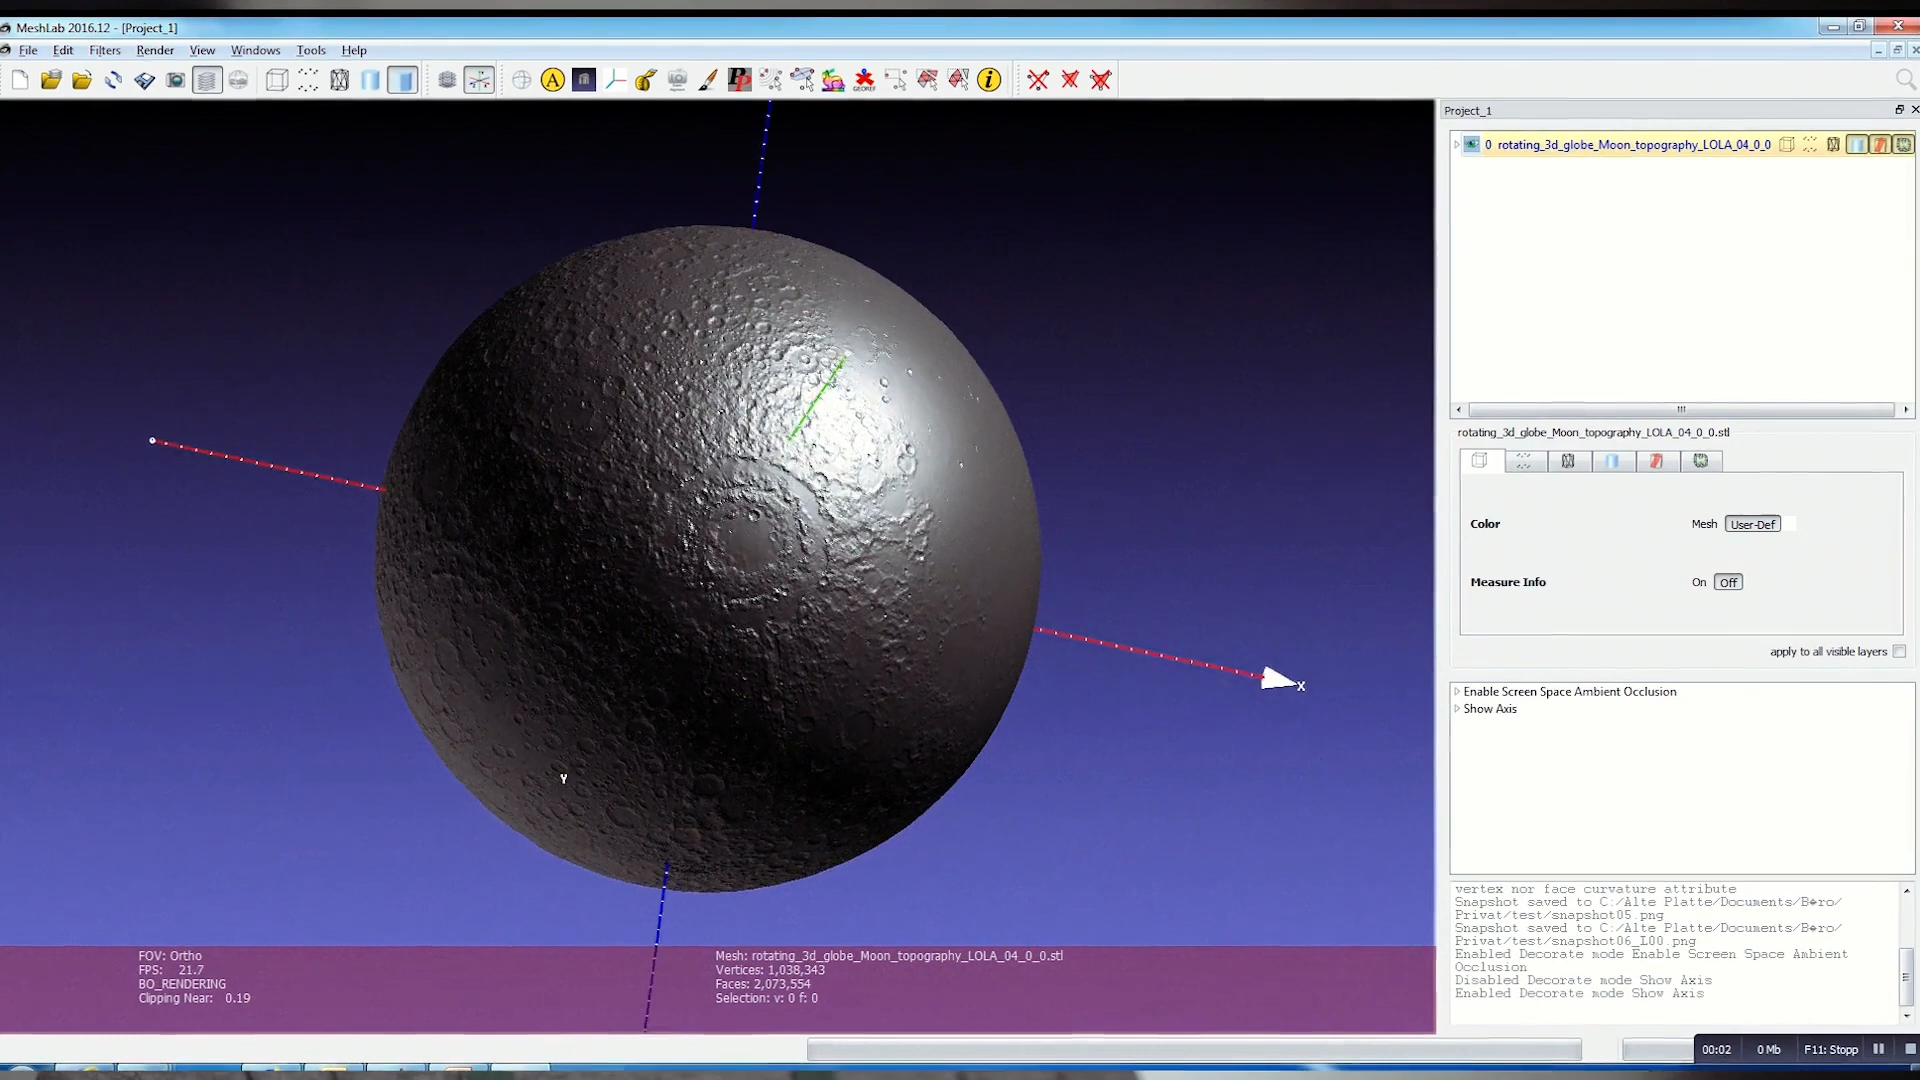 MeshLab 2016.12 - [Project_1]
File Edit Filters Render View Windows Tools Help
A
PP
GEOREF
i
Project_1
0 rotating_3d_globe_Moon_topography_LOLA_04_0_0
rotating_3d_globe_Moon_topography_LOLA_04_0_0.stl
Color Mesh User-Def
Measure Info On Off
apply to all visible layers
X
Enable Screen Space Ambient Occlusion
Show Axis
Y
vertex nor face curvature attribute
Snapshot saved to C:/Alte Platte/Documents/B�ro/
Privat/test/snapshot05.png
Snapshot saved to C:/Alte Platte/Documents/B�ro/
Privat/test/snapshot06_L00.png
Enabled Decorate mode Enable Screen Space Ambient
Occlusion
Disabled Decorate mode Show Axis
Enabled Decorate mode Show Axis
FOV: Ortho
FPS: 21.7
BO_RENDERING
Clipping Near: 0.19
Mesh: rotating_3d_globe_Moon_topography_LOLA_04_0_0.stl
Vertices: 1,038,343
Faces: 2,073,554
Selection: v: 0 f: 0
00:02 0 Mb F11: Stopp